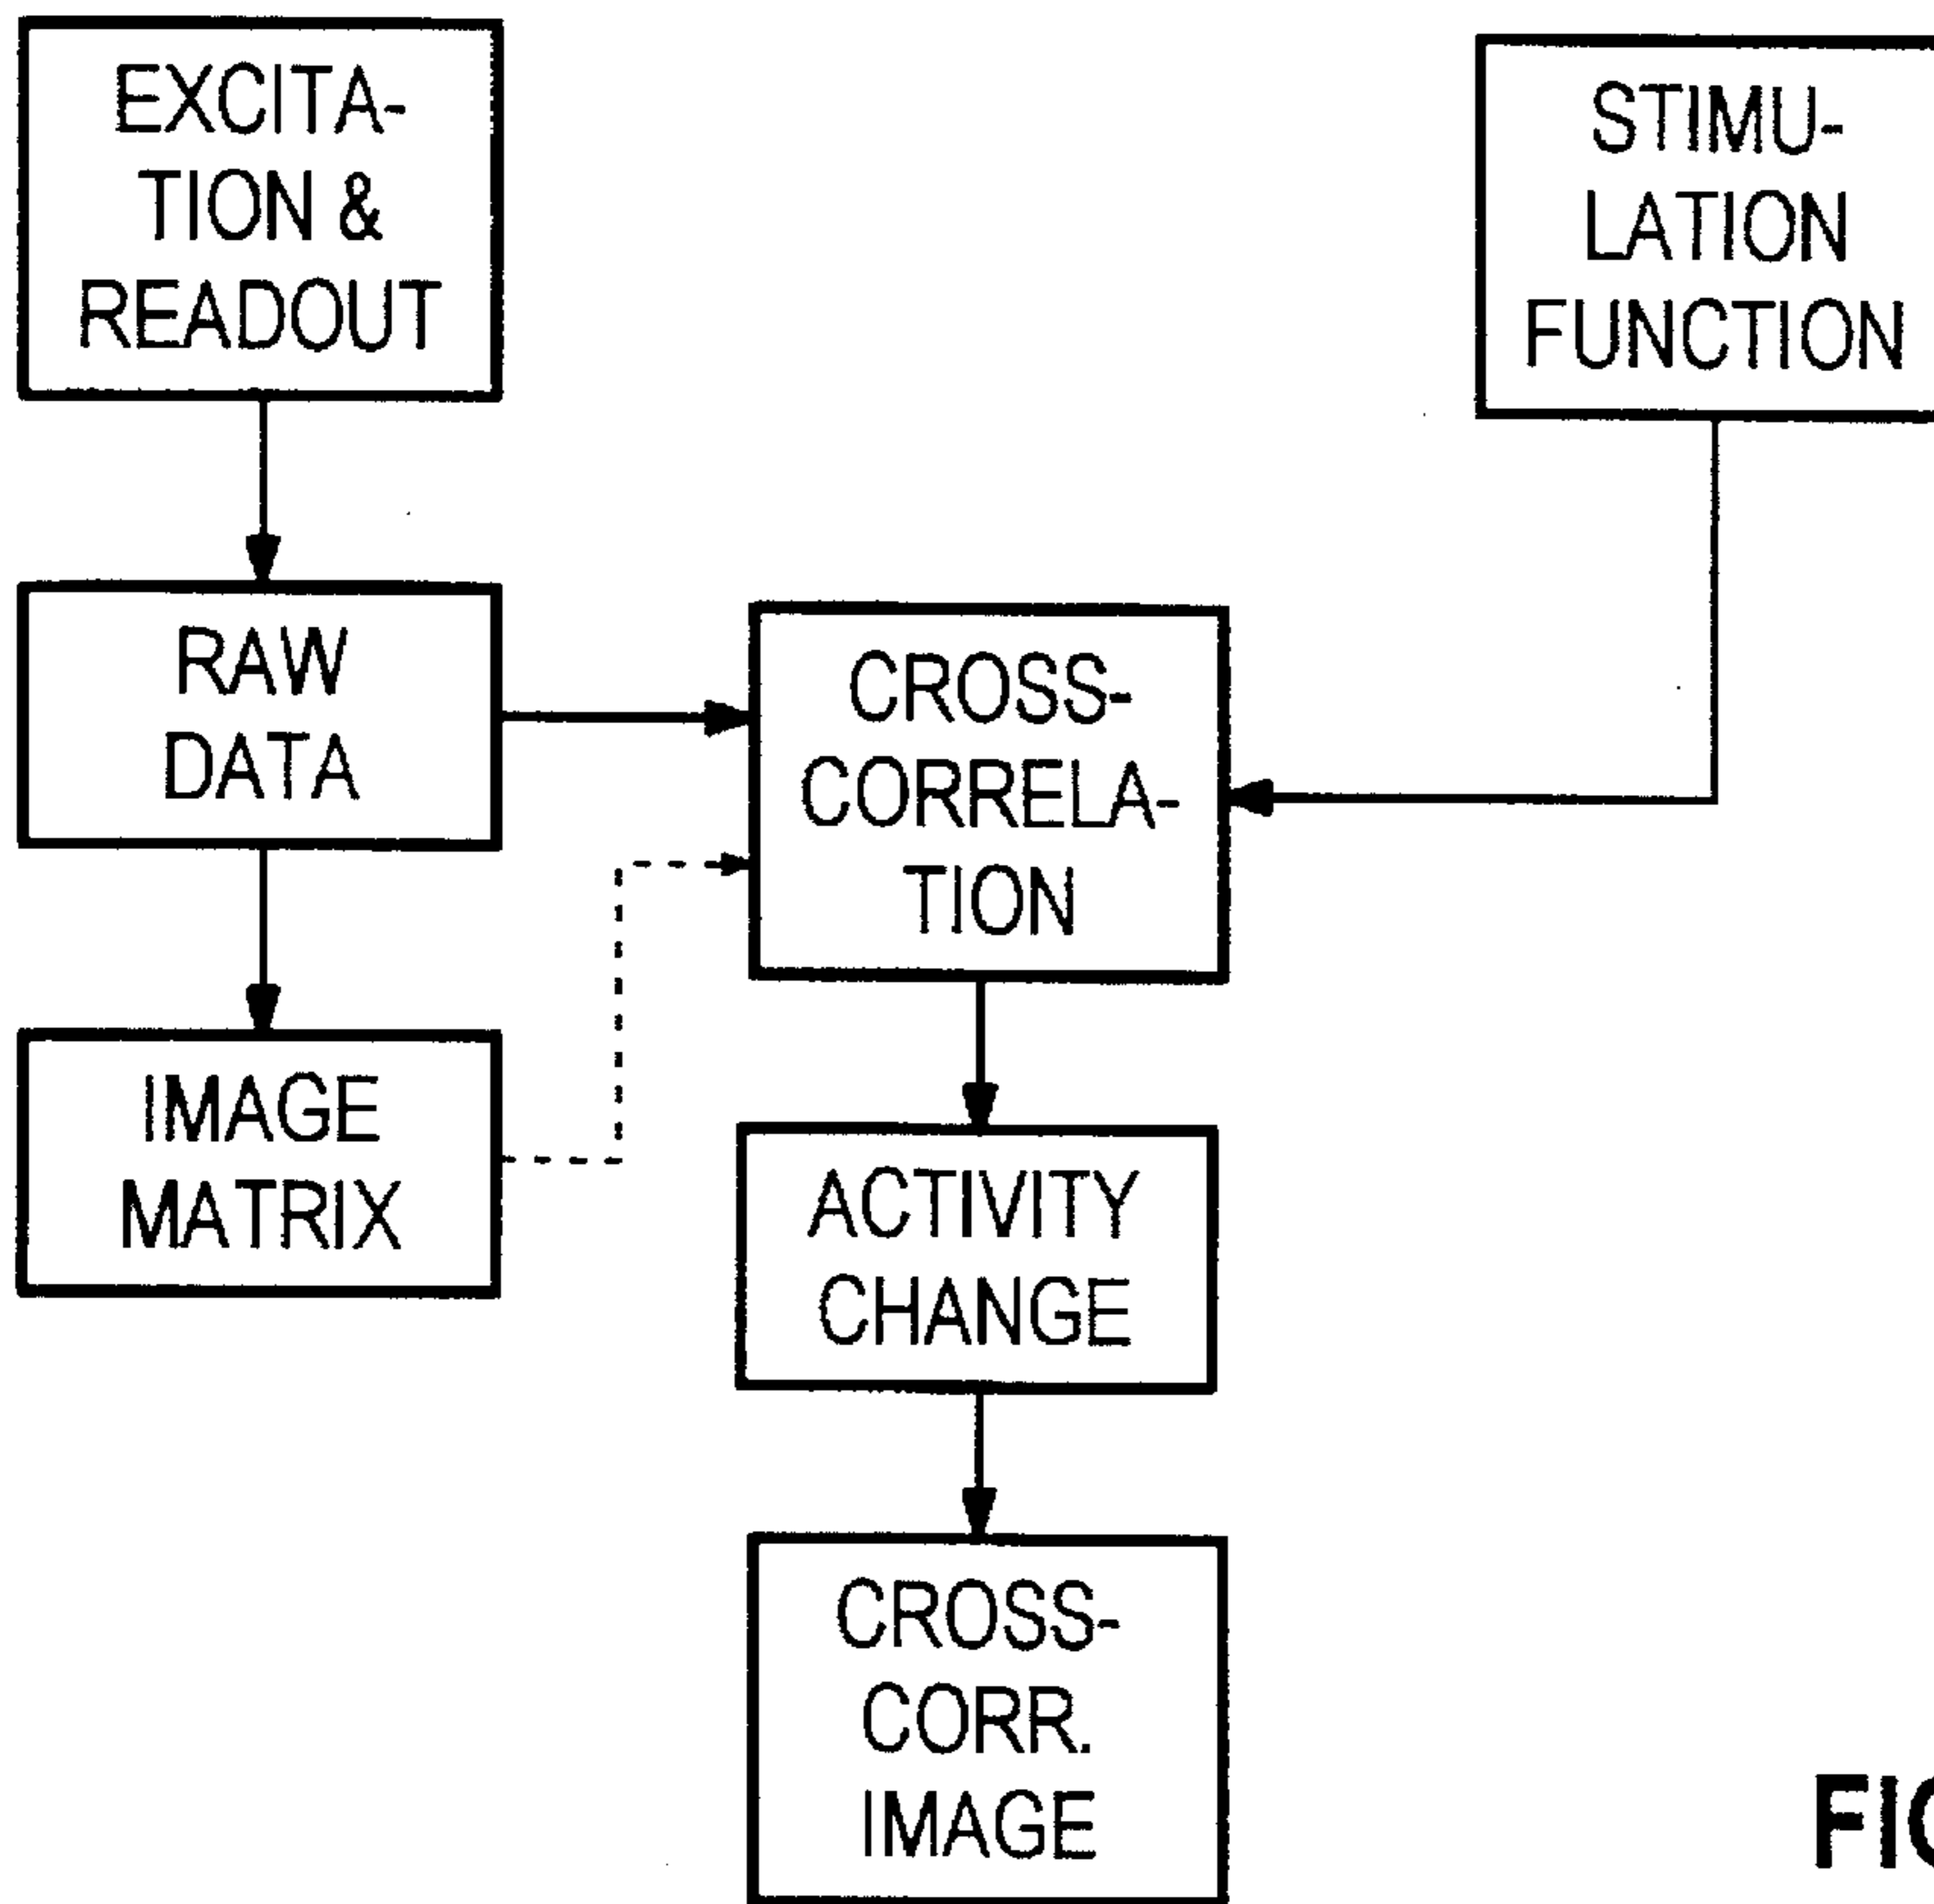 EXCITA-
TION &
READOUT
STIMU-
LATION
FUNCTION
RAW
DATA
CROSS-
CORRELA-
TION
IMAGE
MATRIX
ACTIVITY
CHANGE
CROSS-
CORR.
IMAGE